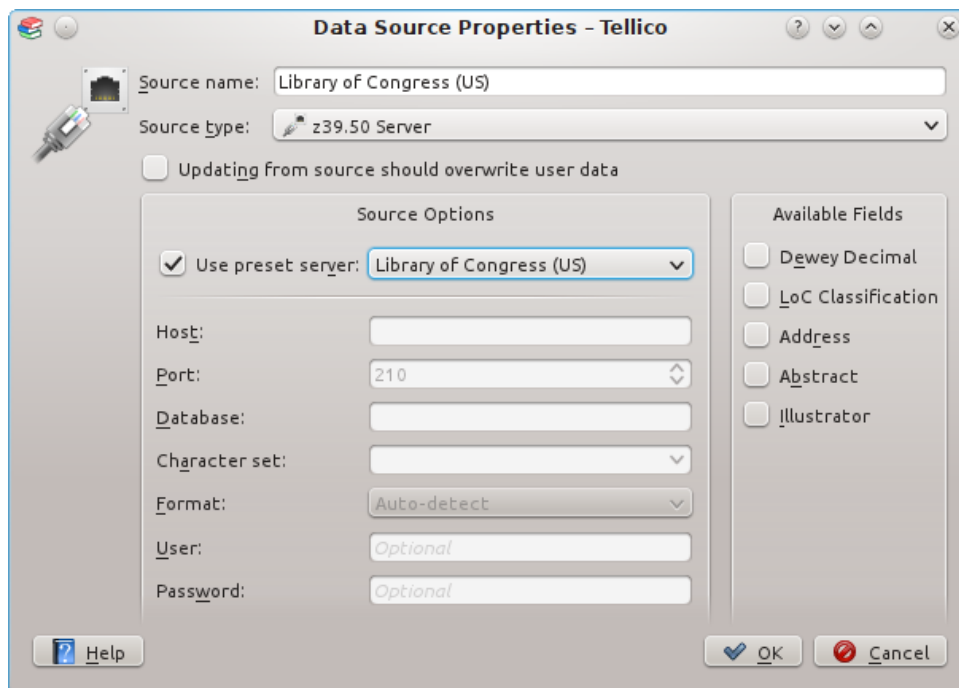 Data Source Properties – Tellico
Source name: Library of Congress (US)
Source type: z39.50 Server
Updating from source should overwrite user data
Source Options
Use preset server: Library of Congress (US)
Host:
Port: 210
Database:
Character set:
Format: Auto-detect
User: Optional
Password: Optional
Available Fields
Dewey Decimal
LoC Classification
Address
Abstract
Illustrator
Help
OK
Cancel